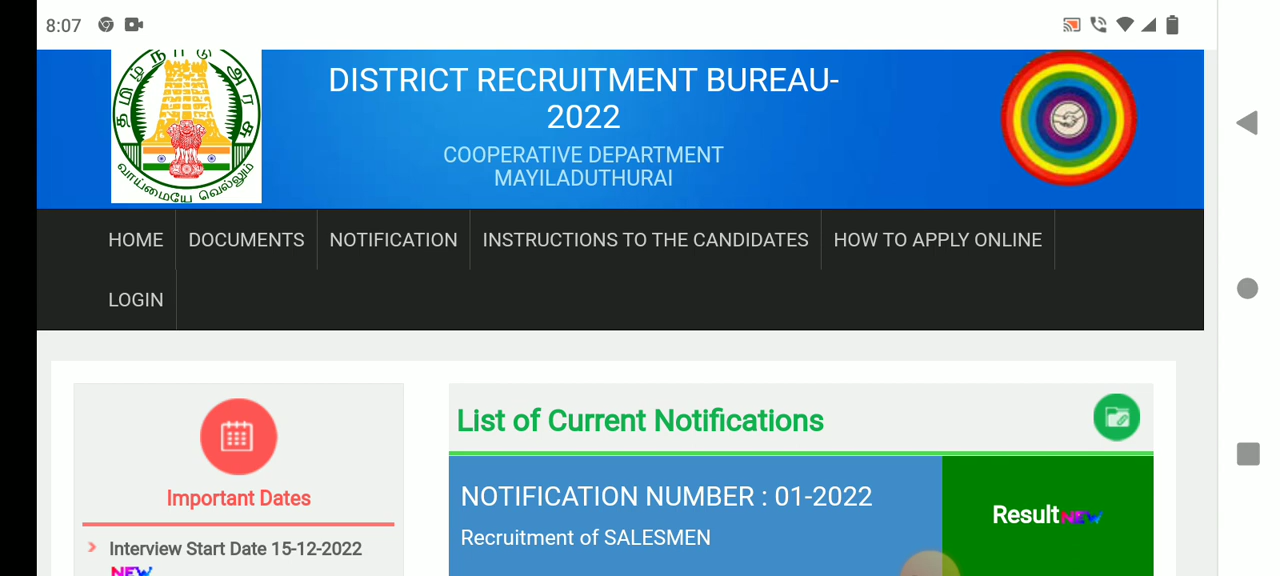 8:07
தமிழ்நாடு அரசு
வாய்மையே வெல்லும்
DISTRICT RECRUITMENT BUREAU-
2022
COOPERATIVE DEPARTMENT
MAYILADUTHURAI
HOME DOCUMENTS NOTIFICATION INSTRUCTIONS TO THE CANDIDATES HOW TO APPLY ONLINE
LOGIN
Important Dates
Interview Start Date 15-12-2022
NEW
List of Current Notifications
NOTIFICATION NUMBER : 01-2022
Recruitment of SALESMEN
Result NEW